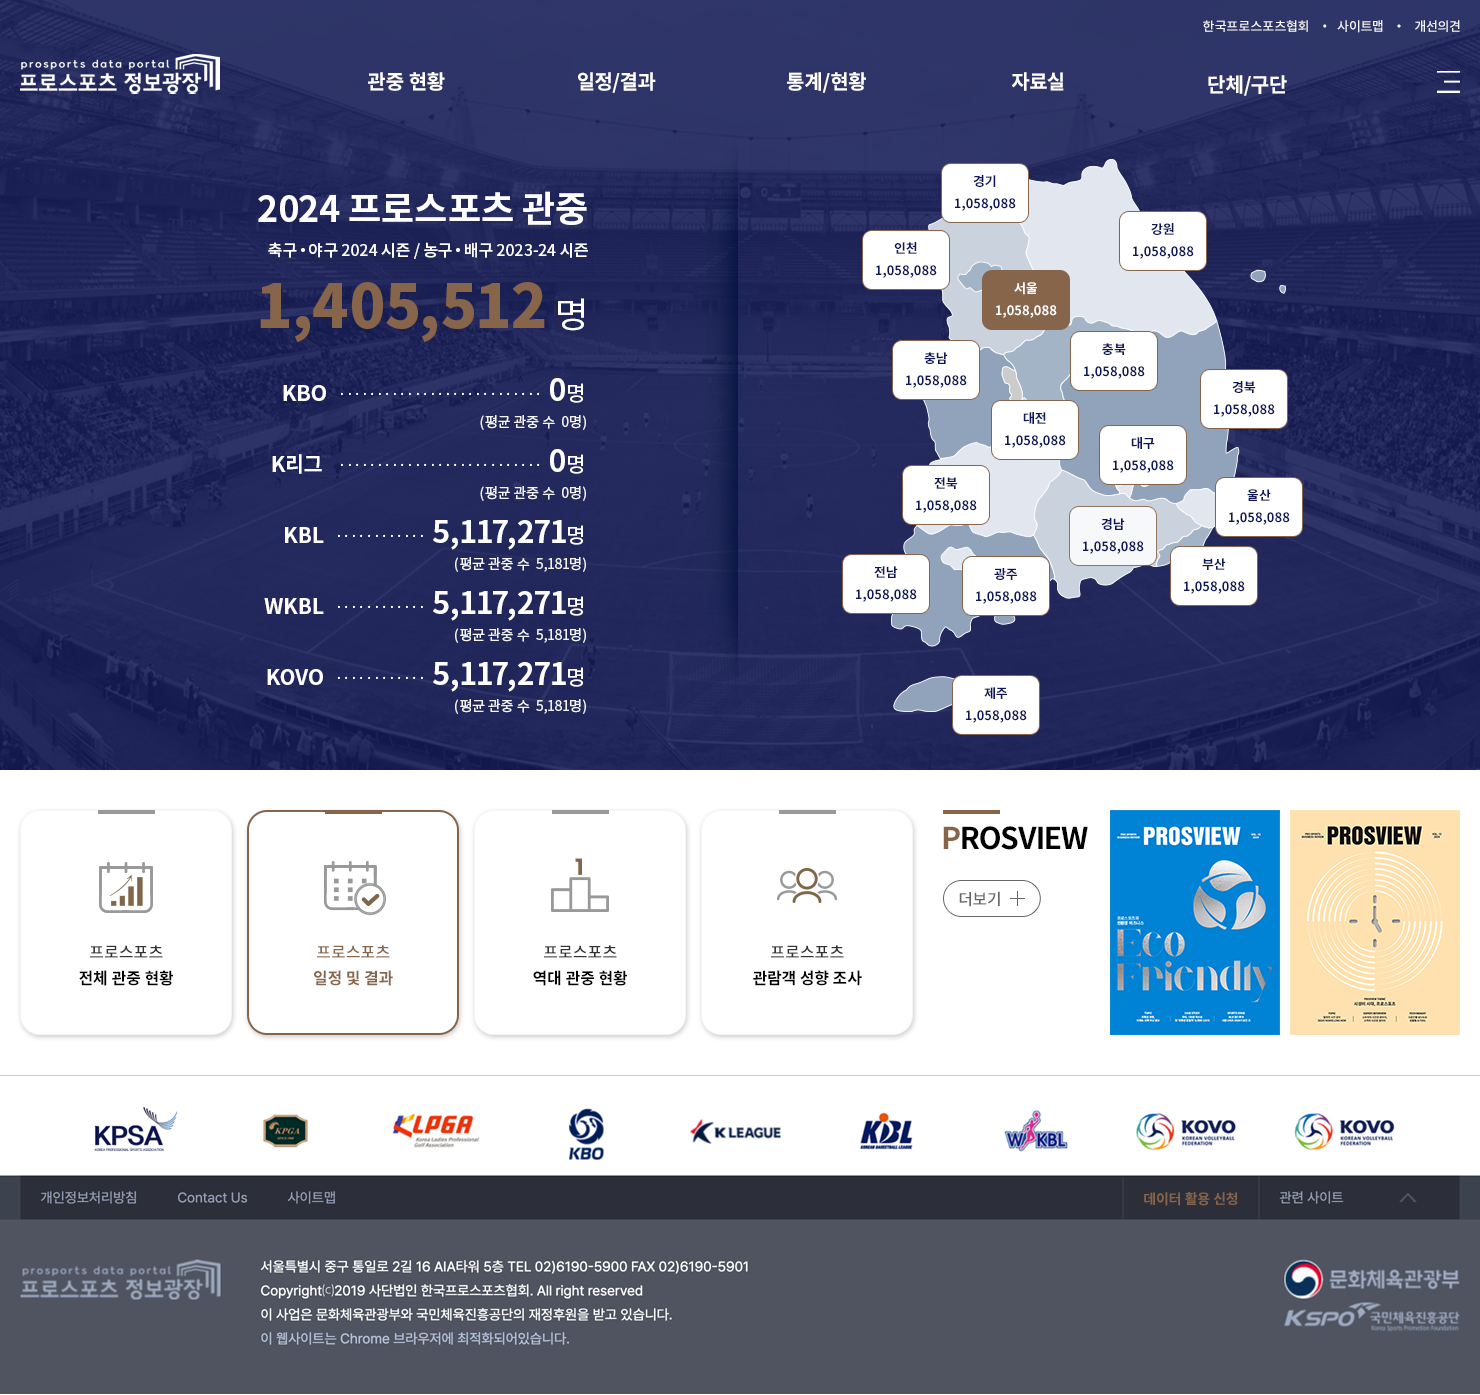 한국프로스포츠협회 • 사이트맵 • 개선의견
prosports data portal
프로스포츠 정보광장
관중 현황
일정/결과
통계/현황
자료실
단체/구단
2024 프로스포츠 관중
축구•야구 2024 시즌 / 농구•배구 2023-24 시즌
1,405,512 명
KBO 0명
(평균 관중 수 0명)
K리그 0명
(평균 관중 수 0명)
KBL 5,117,271명
(평균 관중 수 5,181명)
WKBL 5,117,271명
(평균 관중 수 5,181명)
KOVO 5,117,271명
(평균 관중 수 5,181명)
경기
1,058,088
강원
1,058,088
인천
1,058,088
서울
1,058,088
충북
1,058,088
충남
1,058,088
경북
1,058,088
대전
1,058,088
대구
1,058,088
전북
1,058,088
울산
1,058,088
경남
1,058,088
부산
1,058,088
전남
1,058,088
광주
1,058,088
제주
1,058,088
프로스포츠
전체 관중 현황
프로스포츠
일정 및 결과
1
프로스포츠
역대 관중 현황
프로스포츠
관람객 성향 조사
PROSVIEW
더보기
PROSVIEW
Eco
Friendly
PROSVIEW
KPSA
KOREA PROFESSIONAL SPORTS ASSOCIATION
KPGA
KLPGA
Korea Ladies Professional
Golf Association
KBO
K LEAGUE
KBL
KOREAN BASKETBALL LEAGUE
WKBL
KOVO
KOREAN VOLLEYBALL
FEDERATION
KOVO
KOREAN VOLLEYBALL
FEDERATION
개인정보처리방침
Contact Us
사이트맵
데이터 활용 신청
관련 사이트
prosports data portal
프로스포츠 정보광장
서울특별시 중구 통일로 2길 16 AIA타워 5층 TEL 02)6190-5900 FAX 02)6190-5901
Copyright(c)2019 사단법인 한국프로스포츠협회. All right reserved
이 사업은 문화체육관광부와 국민체육진흥공단의 재정후원을 받고 있습니다.
이 웹사이트는 Chrome 브라우저에 최적화되어있습니다.
문화체육관광부
KSPO 국민체육진흥공단
Korea Sports Promotion Foundation